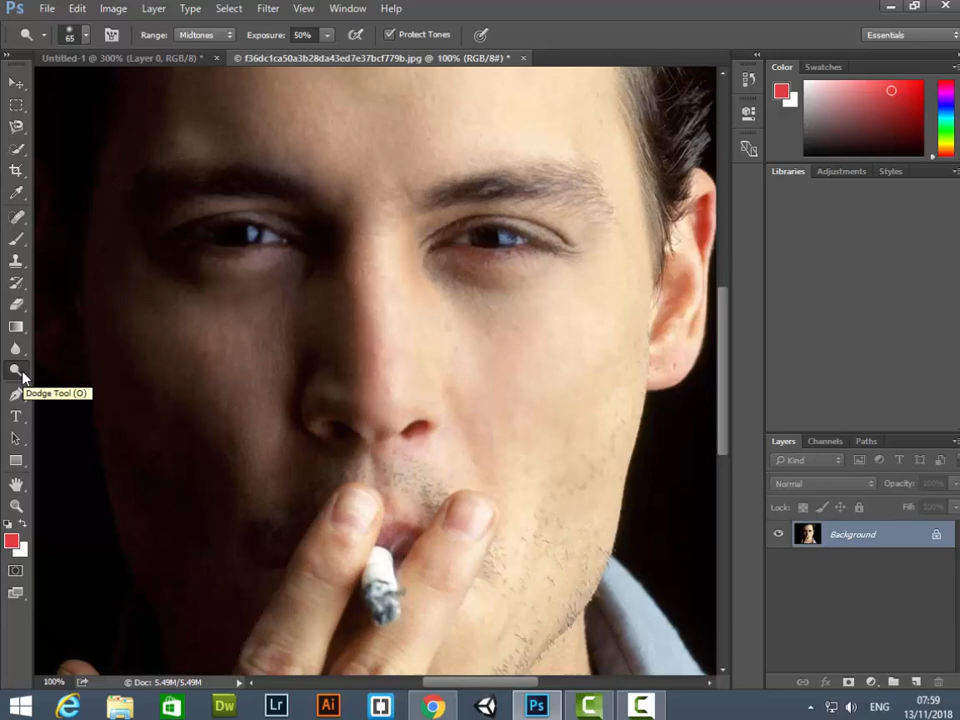 Ps File Edit Image Layer Type Select Filter View Window Help
65 Range: Midtones Exposure: 50% Protect Tones Essentials
Untitled-1 @ 300% (Layer 0, RGB/8) * × © f36dc1ca50a3b28da43ed7e37bcf779b.jpg @ 100% (RGB/8#) * ×
Color Swatches
Libraries Adjustments Styles
Dodge Tool (O)
Layers Channels Paths
Kind
Normal Opacity: 100%
Lock: Fill: 100%
Background
100% Doc: 5.49M/5.49M
Dw Lr Ai Ps C C ENG 07:59
13/11/2018